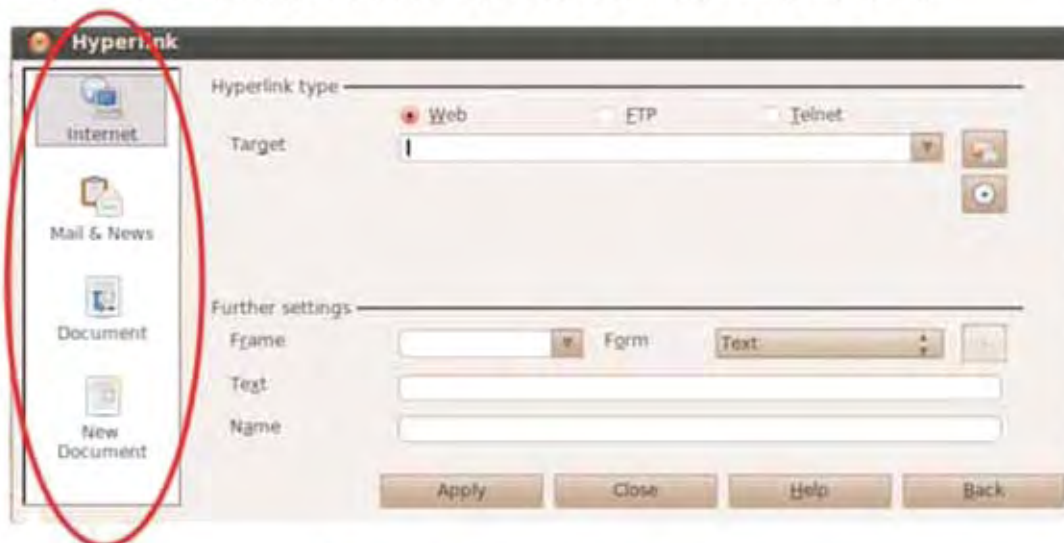 Hyperlink
Internet
Mail & News
Document
New
Document
Hyperlink type
Web FTP Telnet
Target
Further settings
Frame Form Text
Text
Name
Apply Close Help Back